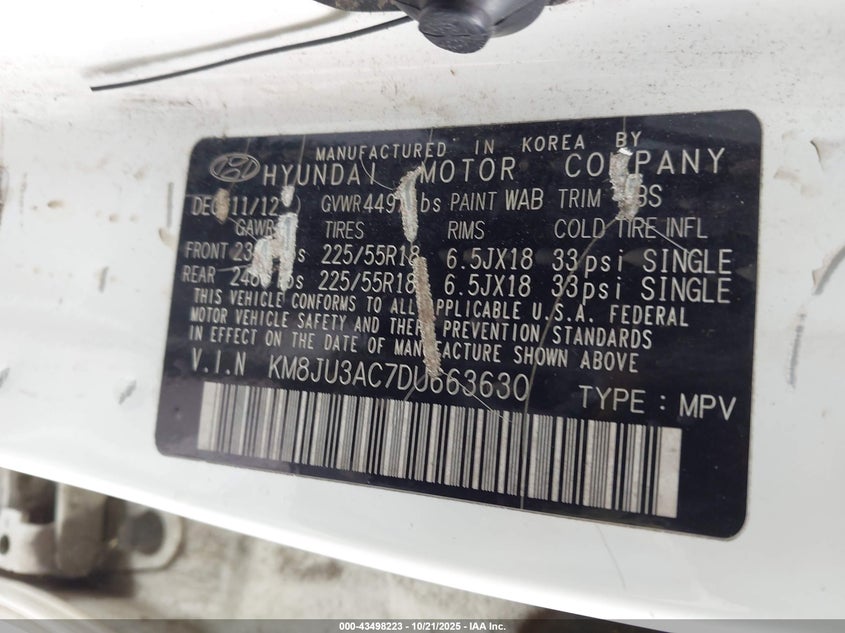 MANUFACTURED IN KOREA BY
HYUNDAI MOTOR COMPANY
11/12 GVWR PAINT WAB TRIM
TIRES RIMS COLD TIRE INFL
FRONT 225/55R18 6.5JX18 33psi SINGLE
REAR 225/55R18 6.5JX18 33psi SINGLE
THIS VEHICLE CONFORMS TO ALL APPLICABLE U.S.A. FEDERAL
MOTOR VEHICLE SAFETY AND THEFT PREVENTION STANDARDS
IN EFFECT ON THE DATE OF MANUFACTURE SHOWN ABOVE
V.I.N KM8JU3AC7DU663630
TYPE : MPV
000-43498223 - 10/21/2025 - IAA Inc.